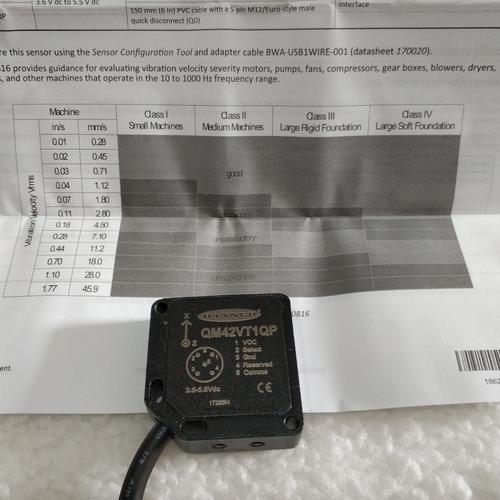 3.6 V dc to 5.5 V dc
QP
150 mm (6 in) PVC cable with a 5 pin M12/Euro-style male
quick disconnect (QD)
interface
re this sensor using the Sensor Configuration Tool and adapter cable BWA-USB1WIRE-001 (datasheet 170020).
816 provides guidance for evaluating vibration velocity severity motors, pumps, fans, compressors, gear boxes, blowers, dryers,
s, and other machines that operate in the 10 to 1000 Hz frequency range.
Machine Class I Class II Class III Class IV
in/s mm/s Small Machines Medium Machines Large Rigid Foundation Large Soft Foundation
Vibration Velocity Vrms
0.01 0.28
0.02 0.45
0.03 0.71 good
0.04 1.12
0.07 1.80
0.11 2.80
0.18 4.50
0.28 7.10 unsatisfactory
0.44 11.2
0.70 18.0
1.10 28.0 unacceptable
1.77 45.9
0816
ment
1862
BANNER
QM42VT1QP
X
Z
1 VCC
2 Select
3 Gnd
4 Reserved
5 Comms
3.6-5.5Vdc
CE